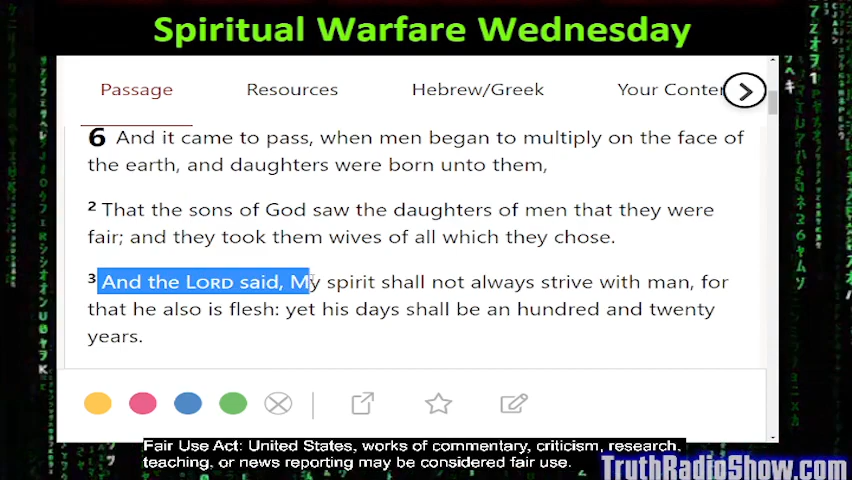 Spiritual Warfare Wednesday
Passage Resources Hebrew/Greek Your Conten
6 And it came to pass, when men began to multiply on the face of
the earth, and daughters were born unto them,
2 That the sons of God saw the daughters of men that they were
fair; and they took them wives of all which they chose.
3 And the LORD said, My spirit shall not always strive with man, for
that he also is flesh: yet his days shall be an hundred and twenty
years.
Fair Use Act: United States, works of commentary, criticism, research,
teaching, or news reporting may be considered fair use.
TruthRadioShow.com